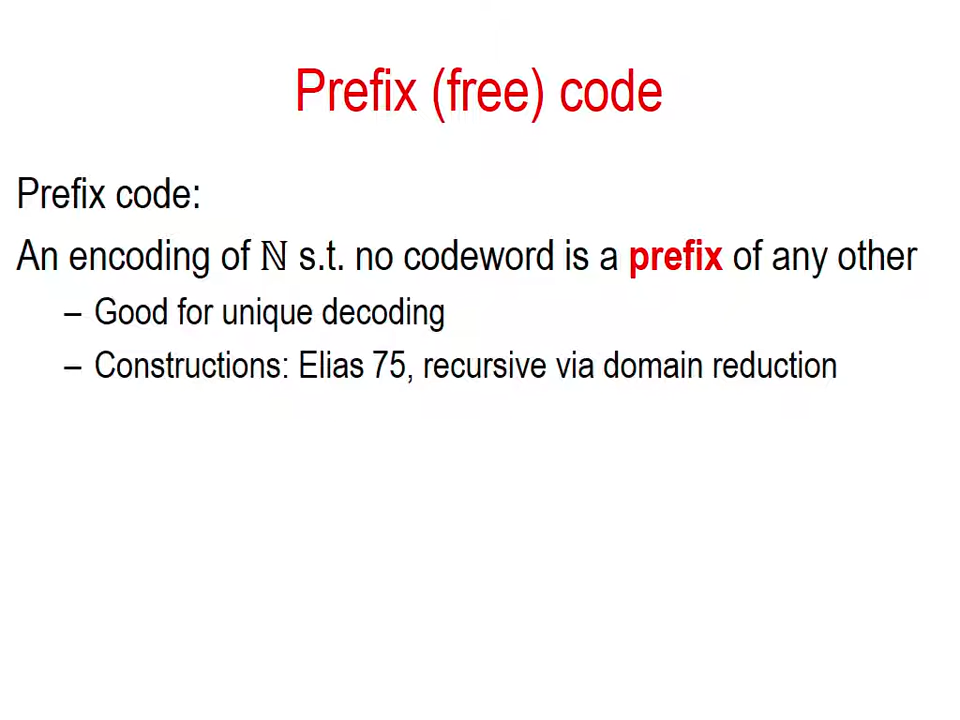 Prefix (free) code
Prefix code:
An encoding of ℕ s.t. no codeword is a prefix of any other
– Good for unique decoding
– Constructions: Elias 75, recursive via domain reduction